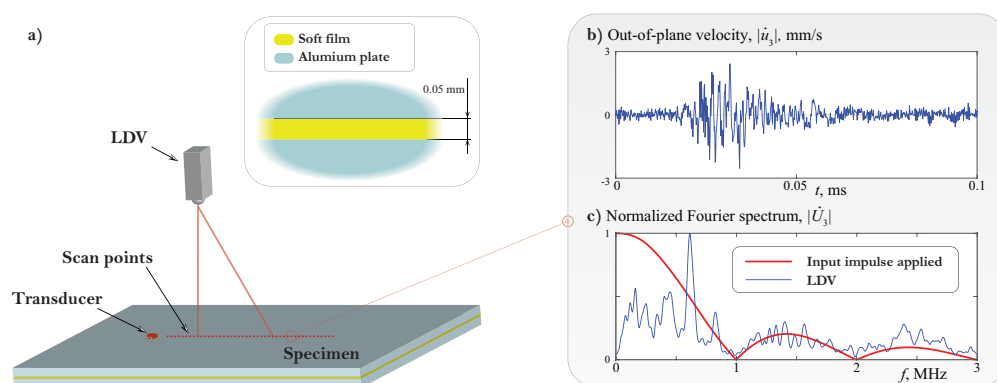 a)
Soft film
Alumium plate
0.05 mm
LDV
Scan points
Transducer
Specimen
b) Out-of-plane velocity, |u̇₃|, mm/s
3
0
-3
0
0.05
0.1
t, ms
c) Normalized Fourier spectrum, |U̇₃|
1
Input impulse applied
LDV
0
0
1
2
3
f, MHz